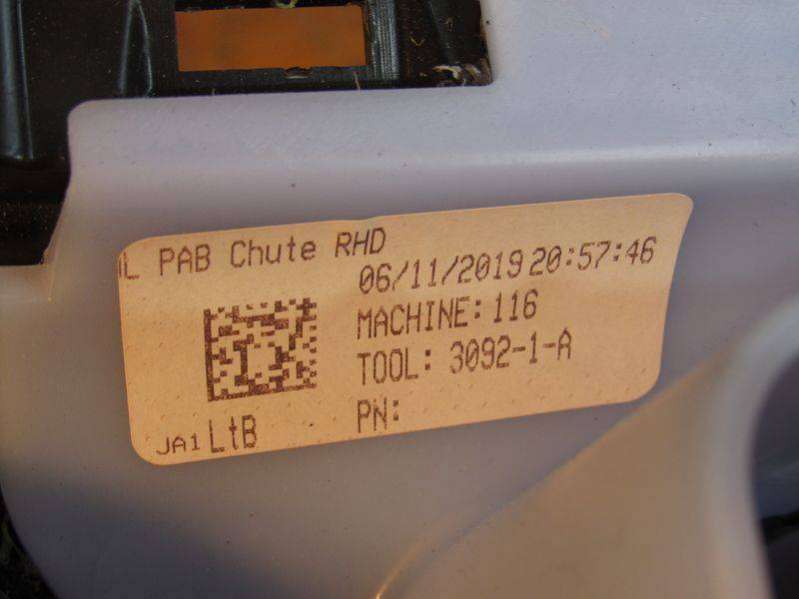 L PAB Chute RHD
06/11/2019 20:57:46
MACHINE: 116
TOOL: 3092-1-A
PN:
JA1 LtB